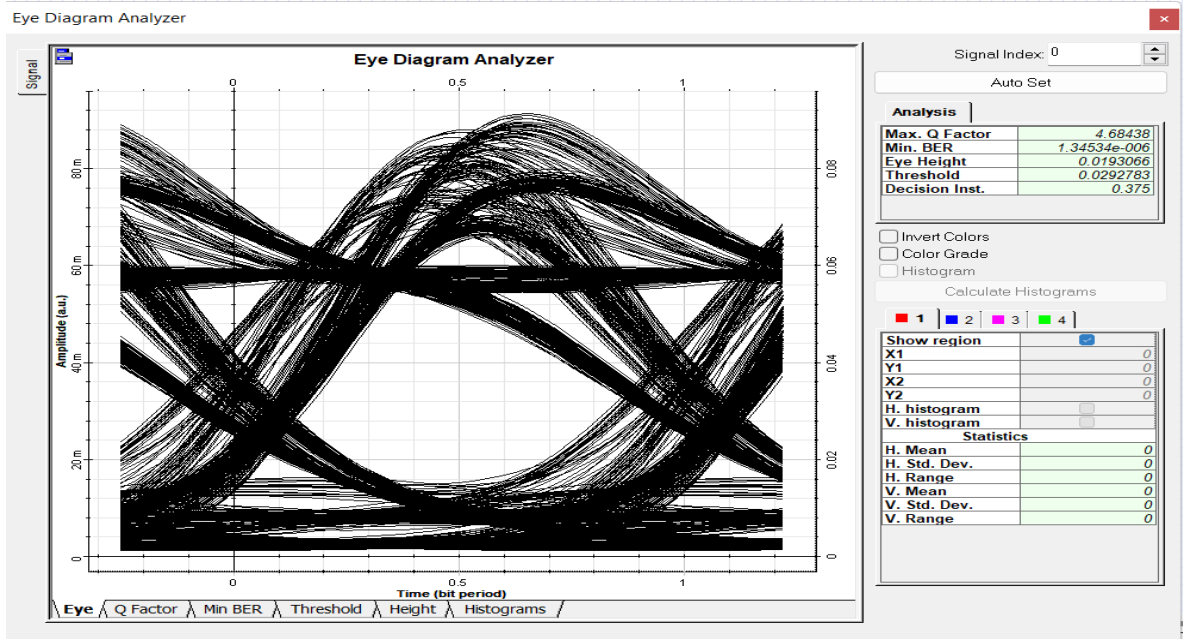 Eye Diagram Analyzer
Signal
Eye Diagram Analyzer
0 0.5 1
Amplitude (a.u.)
80 m
60 m
40 m
20 m
0
0.08
0.06
0.04
0.02
0
0 0.5 1
Time (bit period)
Eye Q Factor Min BER Threshold Height Histograms
Signal Index: 0
Auto Set
Analysis
Max. Q Factor 4.68438
Min. BER 1.34534e-006
Eye Height 0.0193066
Threshold 0.0292783
Decision Inst. 0.375
Invert Colors
Color Grade
Histogram
Calculate Histograms
1 2 3 4
Show region
X1 0
Y1 0
X2 0
Y2 0
H. histogram
V. histogram
Statistics
H. Mean 0
H. Std. Dev. 0
H. Range 0
V. Mean 0
V. Std. Dev. 0
V. Range 0